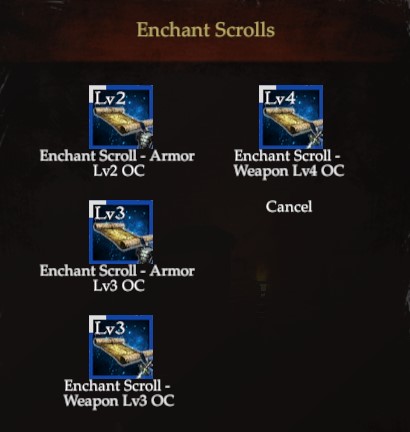 Enchant Scrolls
Lv2
Enchant Scroll - Armor
Lv2 OC
Lv3
Enchant Scroll - Armor
Lv3 OC
Lv3
Enchant Scroll -
Weapon Lv3 OC
Lv4
Enchant Scroll -
Weapon Lv4 OC
Cancel